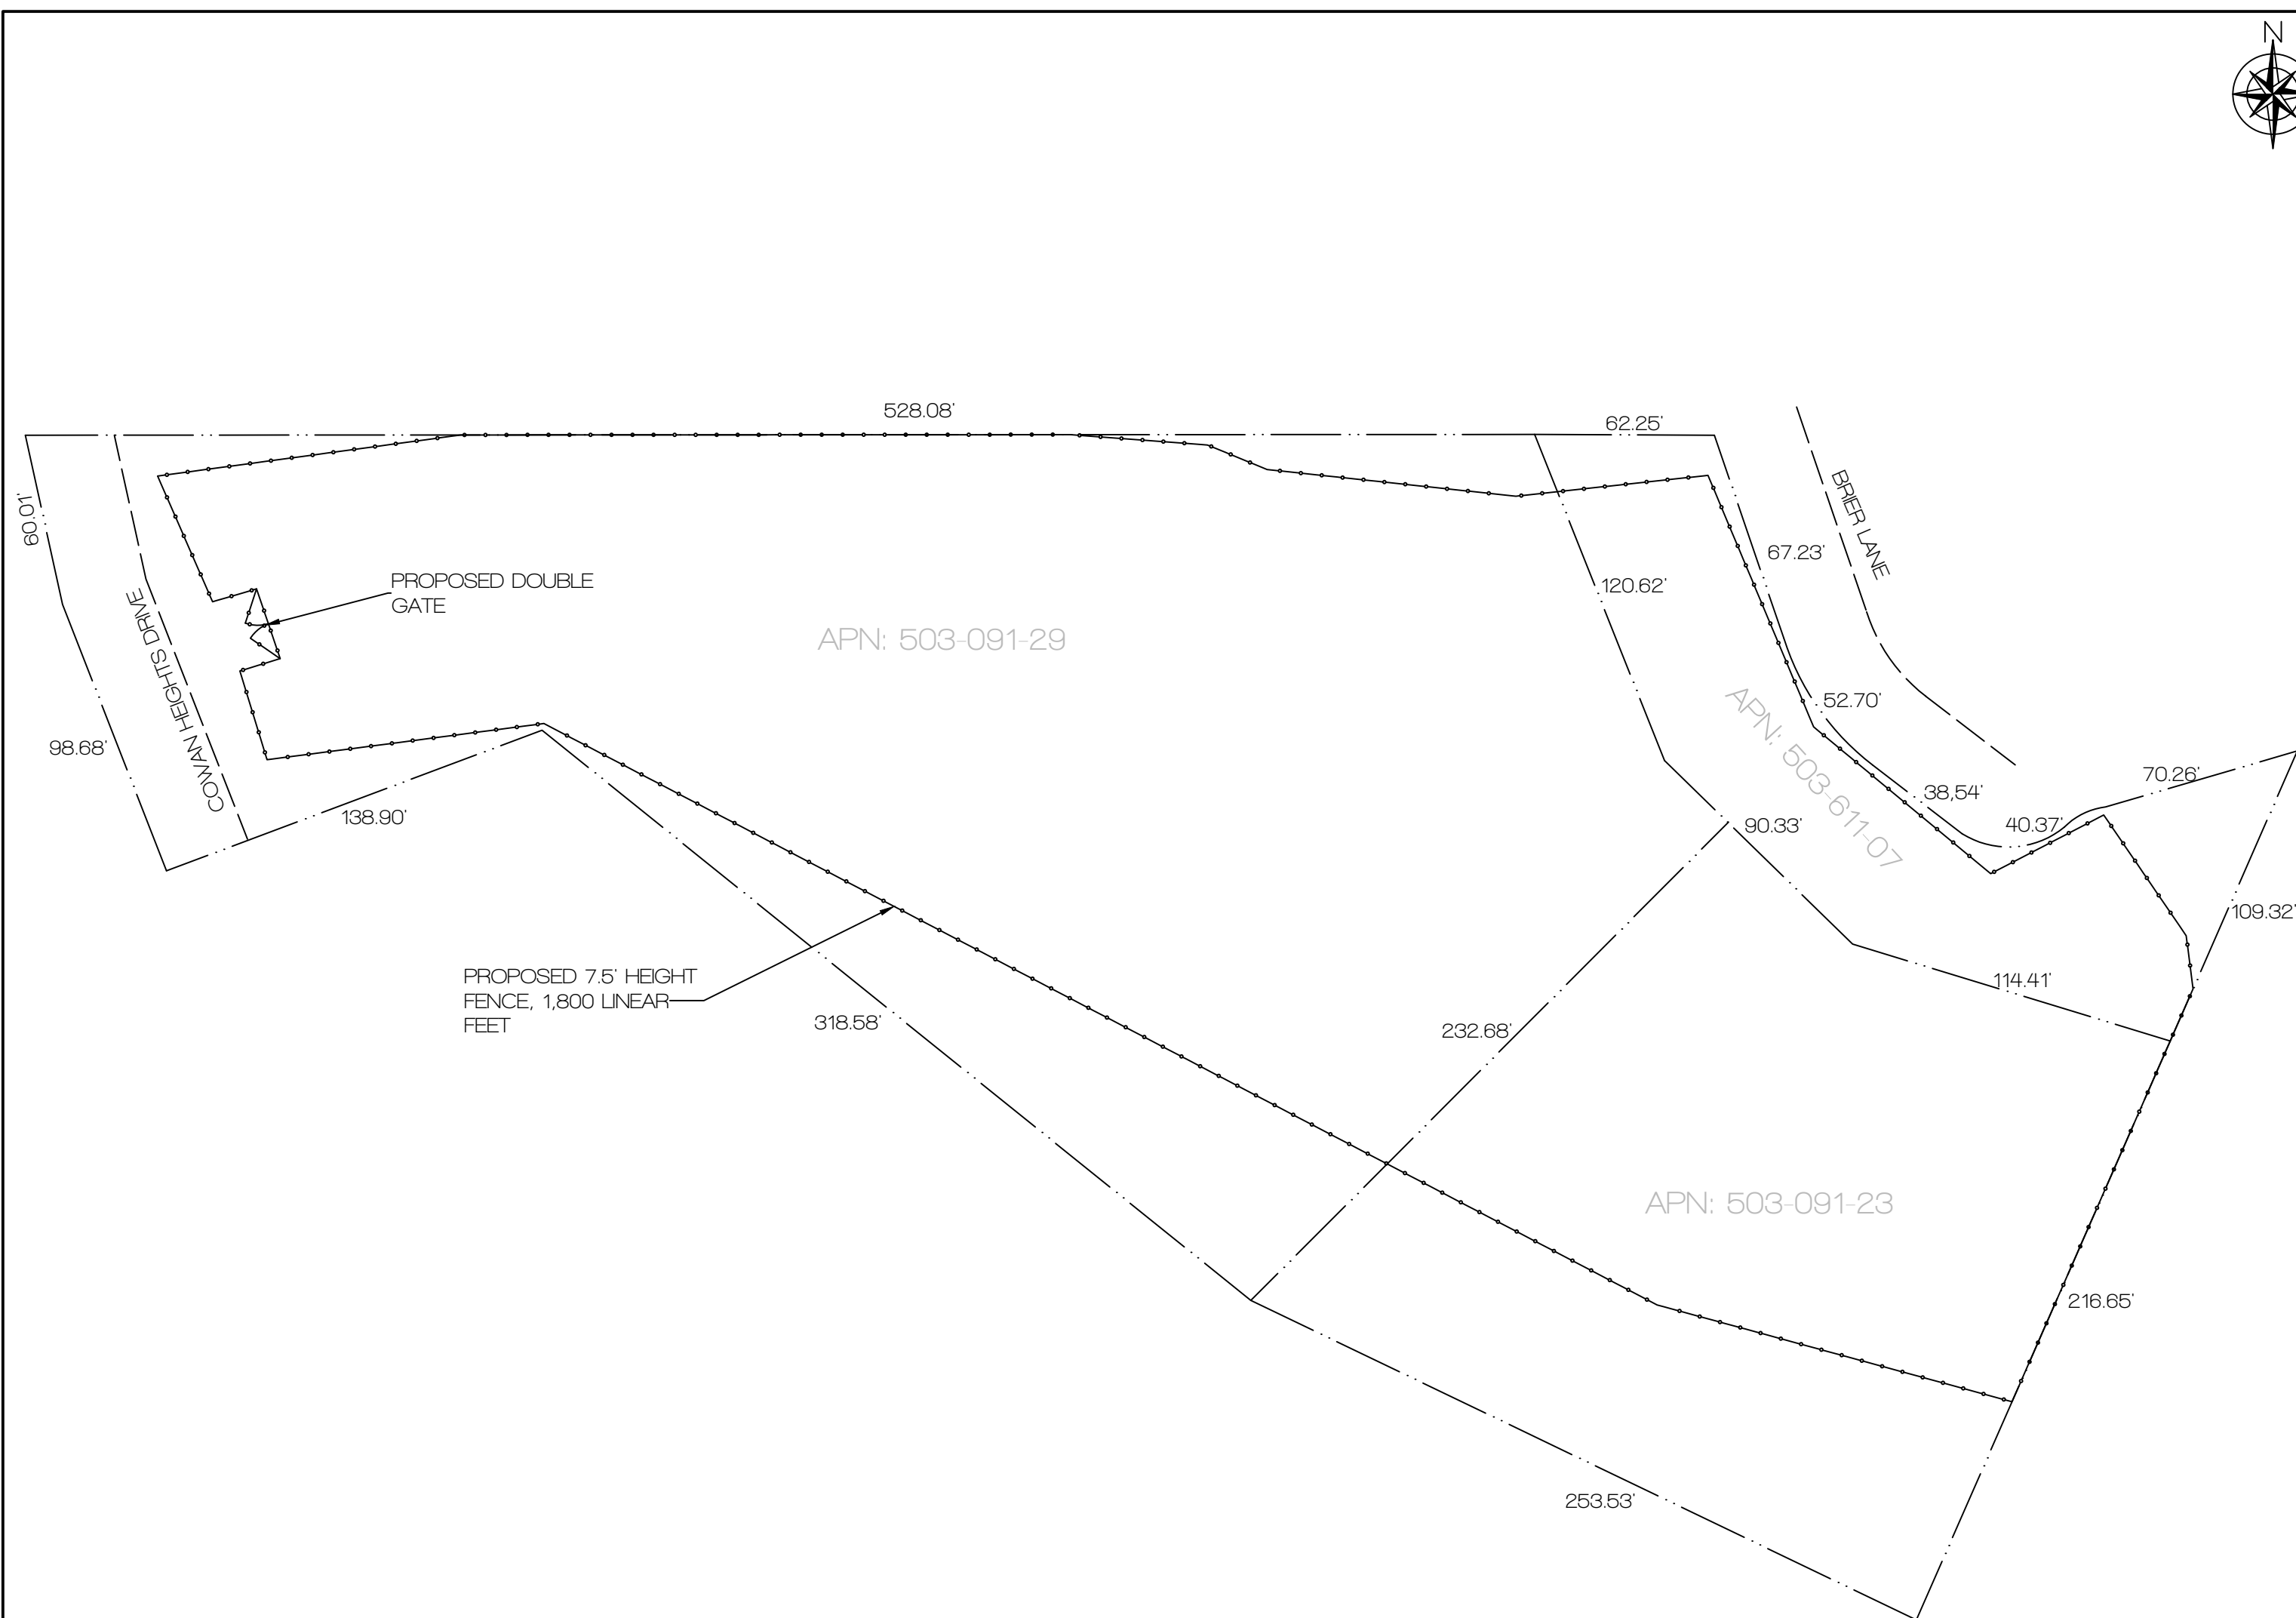 N
528.08'
62.25'
60.01'
BRIER LANE
67.23'
PROPOSED DOUBLE
GATE
120.62'
APN: 503-091-29
COWAN HEIGHTS DRIVE
52.70'
APN: 503-611-07
98.68'
70.26'
38,54'
138.90'
90.33'
40.37'
109.32'
PROPOSED 7.5' HEIGHT
FENCE, 1,800 LINEAR
FEET
114.41'
318.58'
232.68'
APN: 503-091-23
216.65'
253.53'